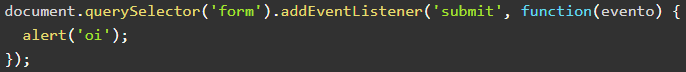 document.querySelector('form').addEventListener('submit', function(evento) {
  alert('oi');
});